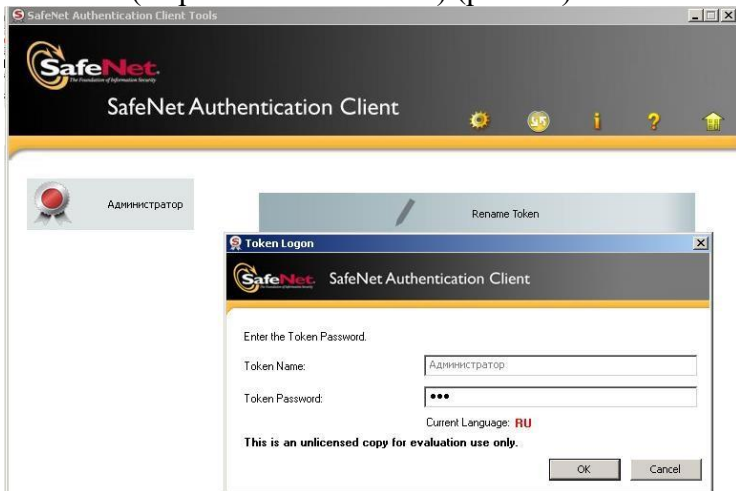 SafeNet Authentication Client Tools
SafeNet.
The Foundation of Information Security
SafeNet Authentication Client
Администратор
Rename Token
Token Logon
SafeNet. SafeNet Authentication Client
Enter the Token Password.
Token Name: Администратор
Token Password: •••
Current Language: RU
This is an unlicensed copy for evaluation use only.
OK Cancel